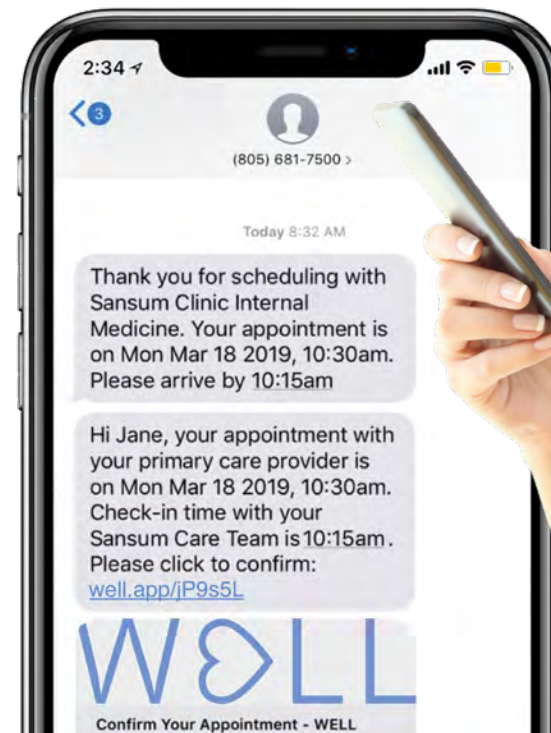 2:34
3
(805) 681-7500 >
Today 8:32 AM
Thank you for scheduling with
Sansum Clinic Internal
Medicine. Your appointment is
on Mon Mar 18 2019, 10:30am.
Please arrive by 10:15am
Hi Jane, your appointment with
your primary care provider is
on Mon Mar 18 2019, 10:30am.
Check-in time with your
Sansum Care Team is 10:15am.
Please click to confirm:
well.app/jP9s5L
WELL
Confirm Your Appointment - WELL